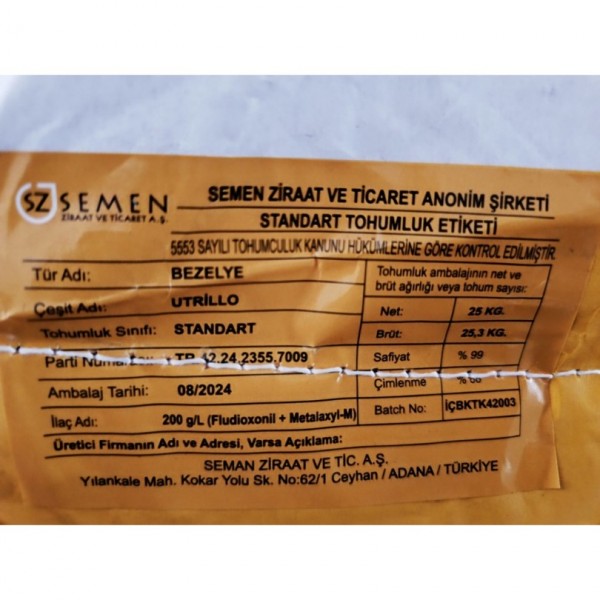 SZ SEMEN
ZİRAAT VE TİCARET A.Ş.
SEMEN ZİRAAT VE TİCARET ANONİM ŞİRKETİ
STANDART TOHUMLUK ETİKETİ
5553 SAYILI TOHUMCULUK KANUNU HÜKÜMLERİNE GÖRE KONTROL EDİLMİŞTİR.
Tür Adı: BEZELYE
Çeşit Adı: UTRİLLO
Tohumluk Sınıfı: STANDART
Parti 12.24.2355.7009
Ambalaj Tarihi: 08/2024
İlaç Adı: 200 g/L (Fludioxonil + Metalaxyl-M)
Tohumluk ambalajının net ve
brüt ağırlığı veya tohum sayısı:
Net: 25 KG.
Brüt: 25,3 KG.
Safiyat % 99
Çimlenme %
Batch No: İÇBKTK42003
Üretici Firmanın Adı ve Adresi, Varsa Açıklama:
SEMAN ZİRAAT VE TİC. A.Ş.
Yılankale Mah. Kokar Yolu Sk. No:62/1 Ceyhan / ADANA / TÜRKİYE